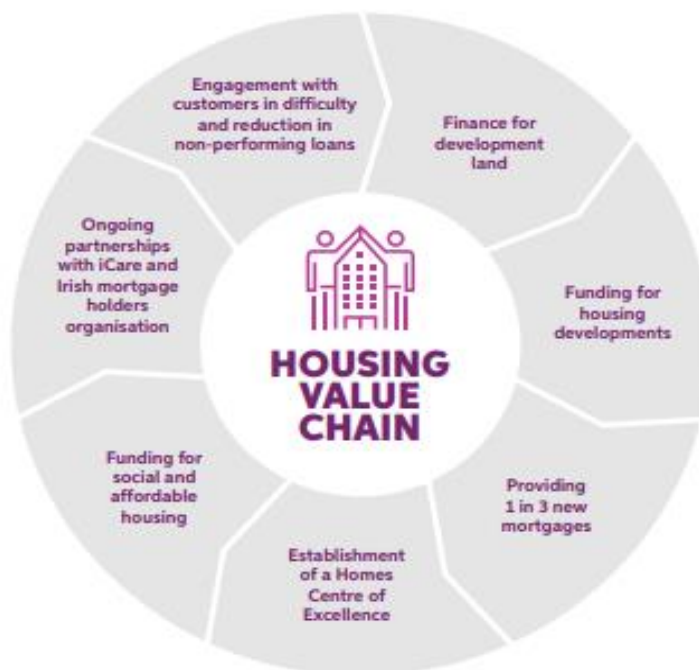 Engagement with
customers in difficulty
and reduction in
non-performing loans
Finance for
development
land
Ongoing
partnerships
with iCare and
Irish mortgage
holders
organisation
Funding for
housing
developments
HOUSING
VALUE
CHAIN
Funding for
social and
affordable
housing
Providing
1 in 3 new
mortgages
Establishment
of a Homes
Centre of
Excellence